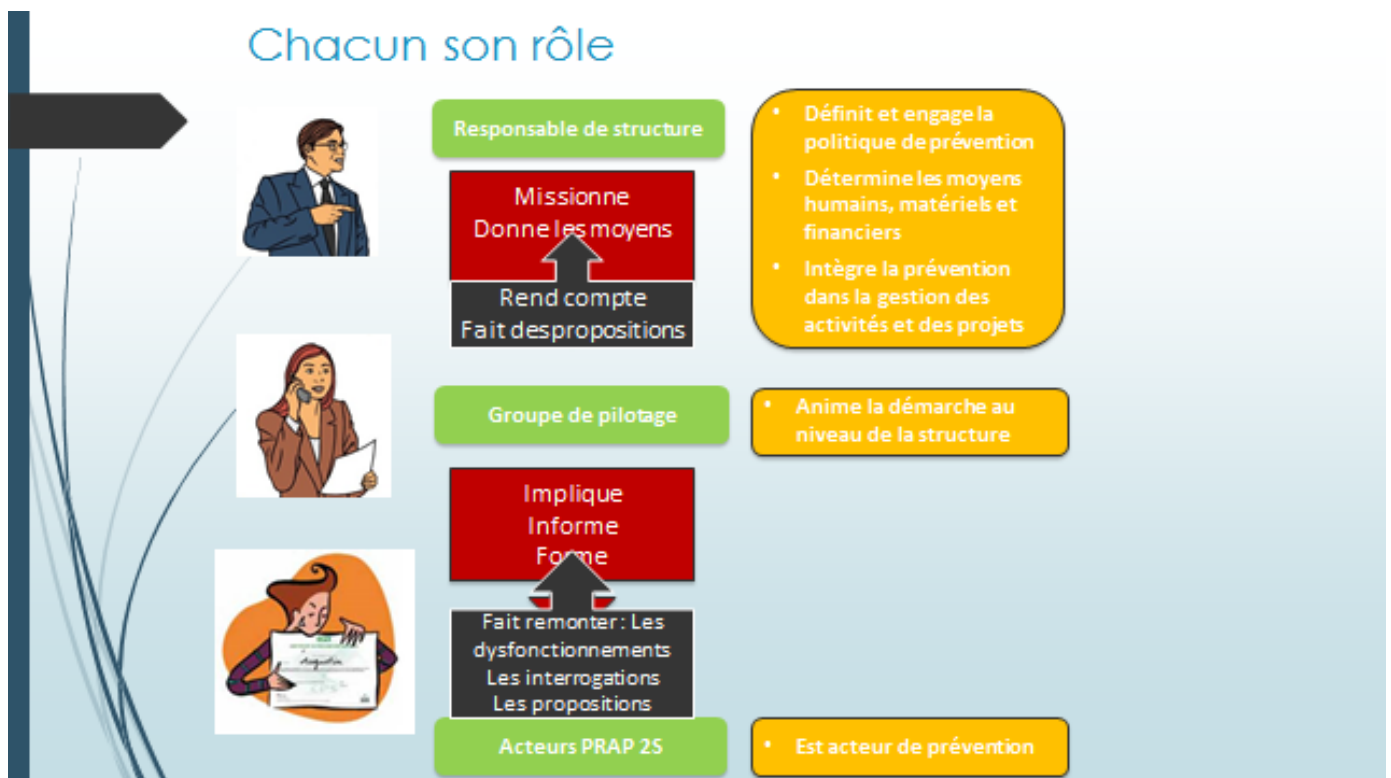 Chacun son rôle
Responsable de structure
Missionne
Donne les moyens
Rend compte
Fait despropositions
• Définit et engage la
politique de prévention
• Détermine les moyens
humains, matériels et
financiers
• Intègre la prévention
dans la gestion des
activités et des projets
Groupe de pilotage
• Anime la démarche au
niveau de la structure
Implique
Informe
Forme
Fait remonter : Les
dysfonctionnements
Les interrogations
Les propositions
Acteurs PRAP 2S
• Est acteur de prévention